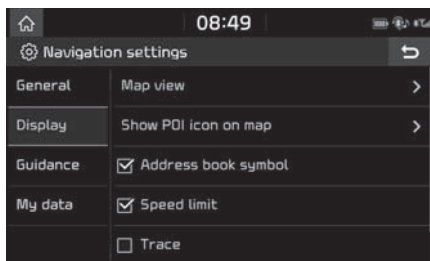 08:49
Navigation settings
General
Map view
Display
Show POI icon on map
Guidance
Address book symbol
My data
Speed limit
Trace